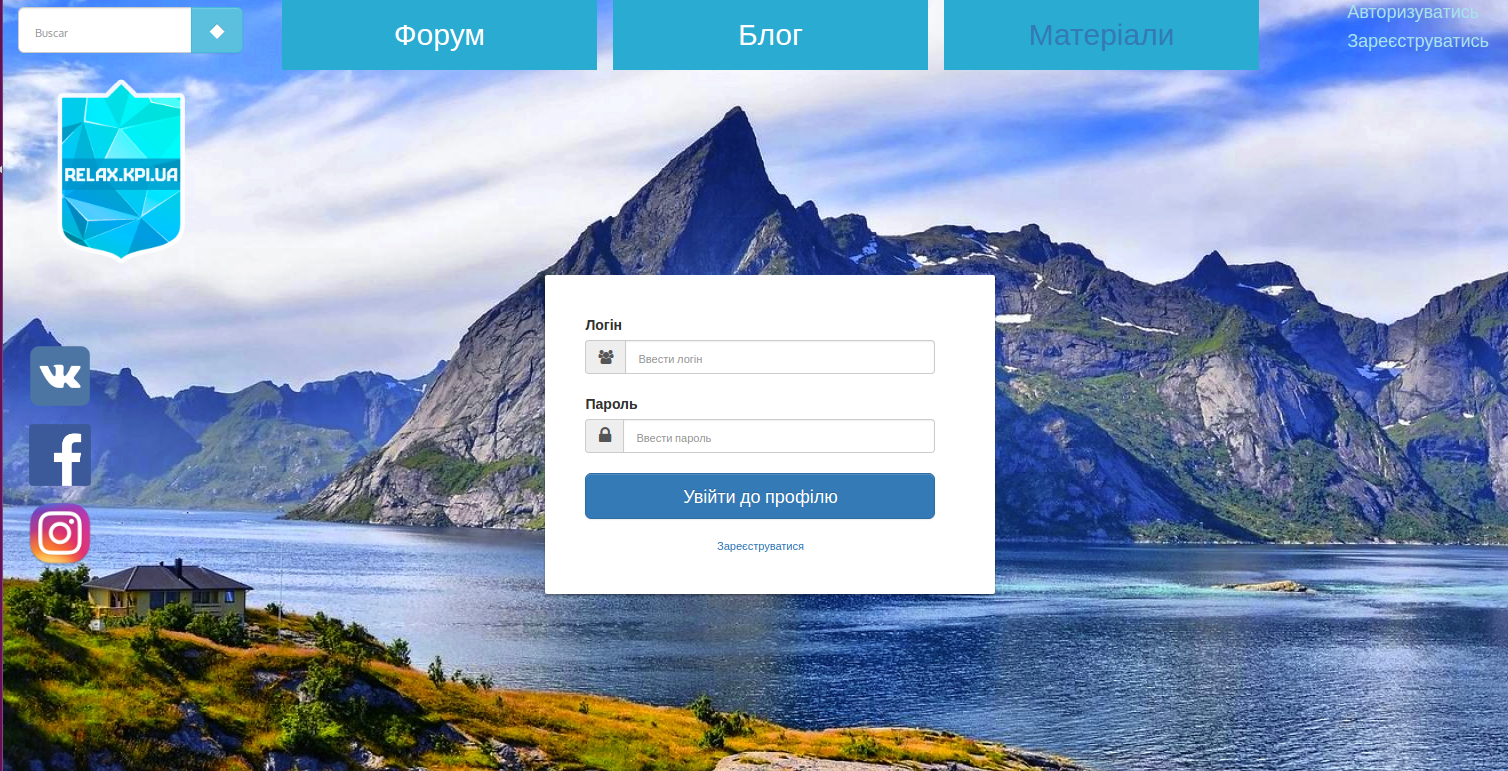 Buscar
Форум
Блог
Матеріали
Авторизуватись
Зареєструватись
RELAX.KPI.UA
Логін
Ввести логін
Пароль
Ввести пароль
Увійти до профілю
Зареєструватися